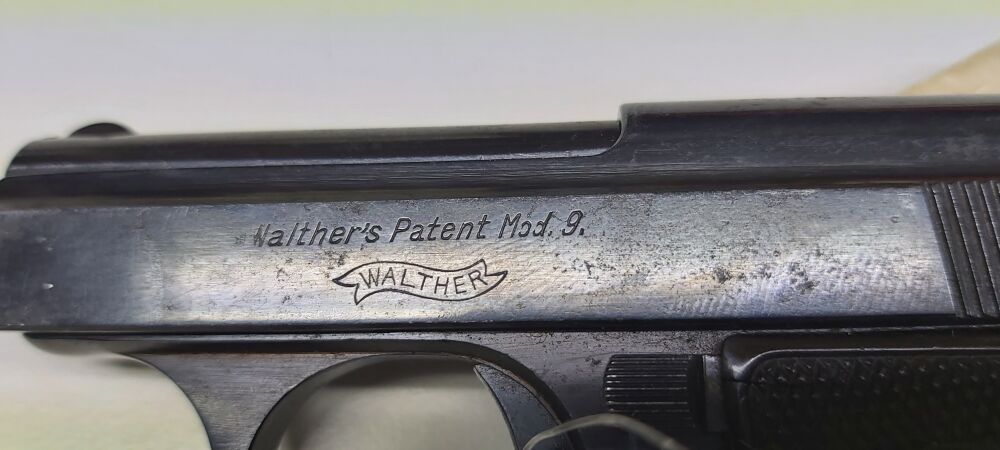 Walther's Patent Mod. 9.
WALTHER